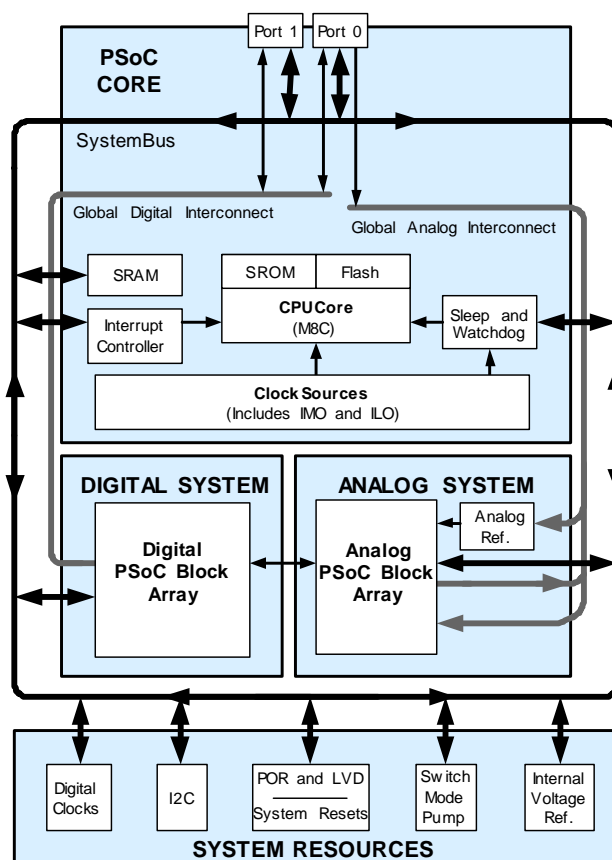 Port 1
Port 0
PSoC
CORE
SystemBus
Global Digital Interconnect
Global Analog Interconnect
SRAM
SROM
Flash
CPUCore
(M8C)
Interrupt
Controller
Sleep and
Watchdog
ClockSources
(Includes IMO and ILO)
DIGITAL SYSTEM
Digital
PSoC Block
Array
ANALOG SYSTEM
Analog
PSoC Block
Array
Analog
Ref.
Digital
Clocks
I2C
POR and LVD
System Resets
Switch
Mode
Pump
Internal
Voltage
Ref.
SYSTEM RESOURCES